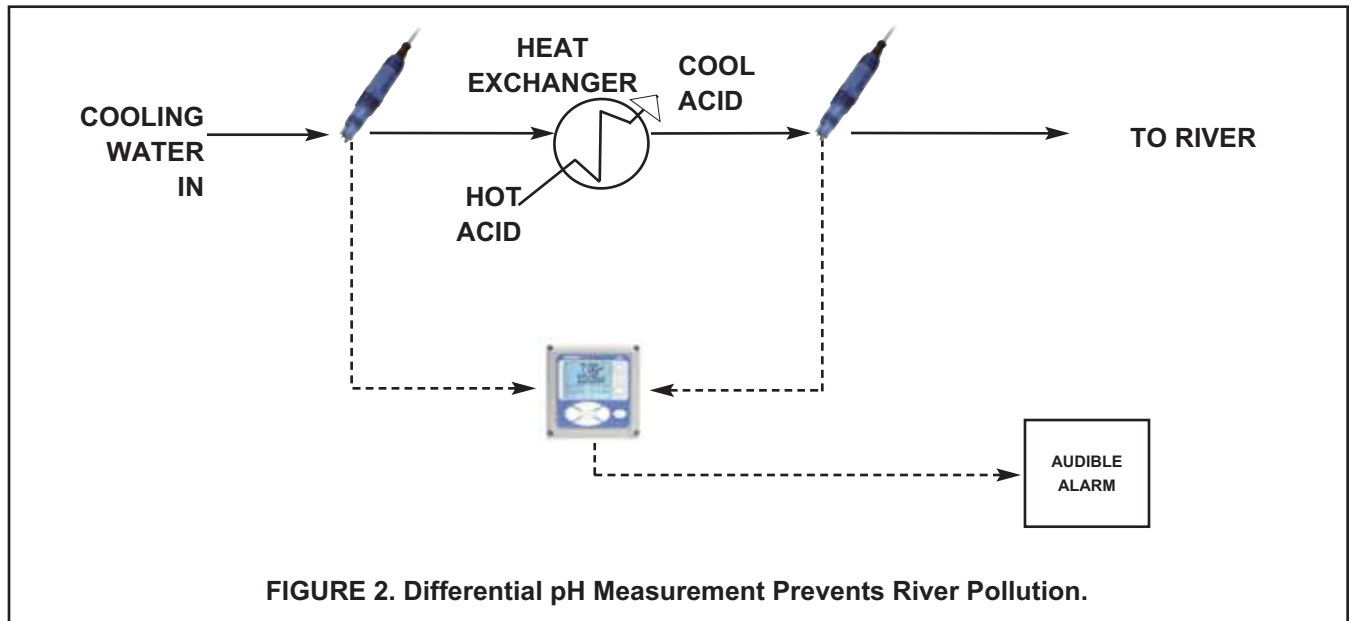 HEAT
EXCHANGER
COOL
ACID
COOLING
WATER
IN
TO RIVER
HOT
ACID
AUDIBLE
ALARM
FIGURE 2. Differential pH Measurement Prevents River Pollution.